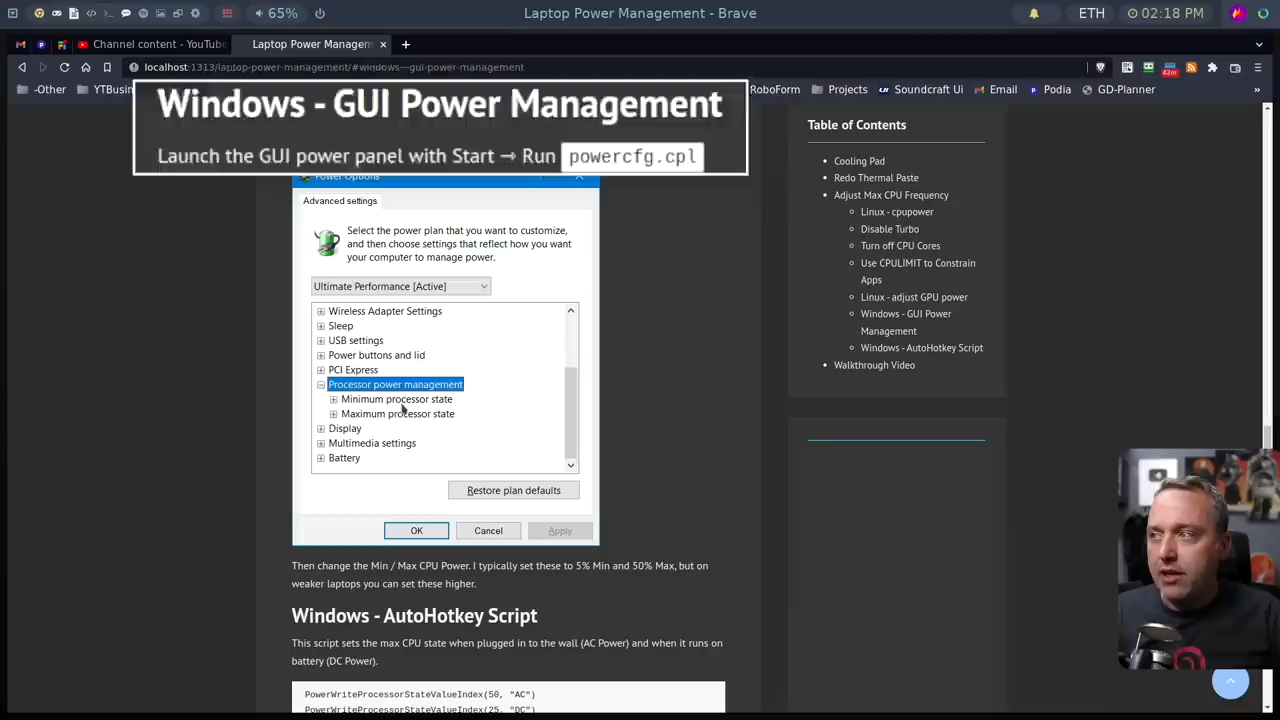 65%
Laptop Power Management - Brave
ETH
02:18 PM
Channel content - YouTube
Laptop Power Managem
localhost:1313/laptop-power-management/#windows---gui-power-management
42m
-Other
YTBusin
RoboForm
Projects
Soundcraft Ui
Email
Podia
GD-Planner
Windows - GUI Power Management
Launch the GUI power panel with Start → Run powercfg.cpl
Power Options
Advanced settings
Select the power plan that you want to customize,
and then choose settings that reflect how you want
your computer to manage power.
Ultimate Performance [Active]
Wireless Adapter Settings
Sleep
USB settings
Power buttons and lid
PCI Express
Processor power management
Minimum processor state
Maximum processor state
Display
Multimedia settings
Battery
Restore plan defaults
OK
Cancel
Apply
Then change the Min / Max CPU Power. I typically set these to 5% Min and 50% Max, but on
weaker laptops you can set these higher.
Windows - AutoHotkey Script
This script sets the max CPU state when plugged in to the wall (AC Power) and when it runs on
battery (DC Power).
PowerWriteProcessorStateValueIndex(50, "AC")
PowerWriteProcessorStateValueIndex(25, "DC")
Table of Contents
Cooling Pad
Redo Thermal Paste
Adjust Max CPU Frequency
Linux - cpupower
Disable Turbo
Turn off CPU Cores
Use CPULIMIT to Constrain
Apps
Linux - adjust GPU power
Windows - GUI Power
Management
Windows - AutoHotkey Script
Walkthrough Video